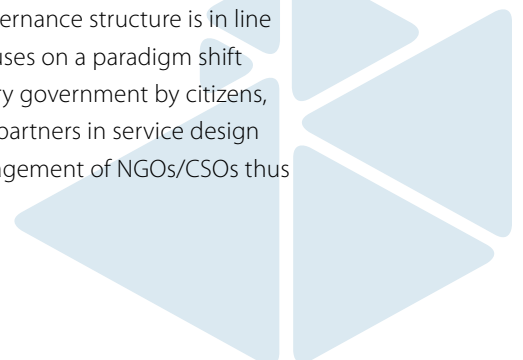 ernance structure is in line
uses on a paradigm shift
ry government by citizens,
partners in service design
gement of NGOs/CSOs thus